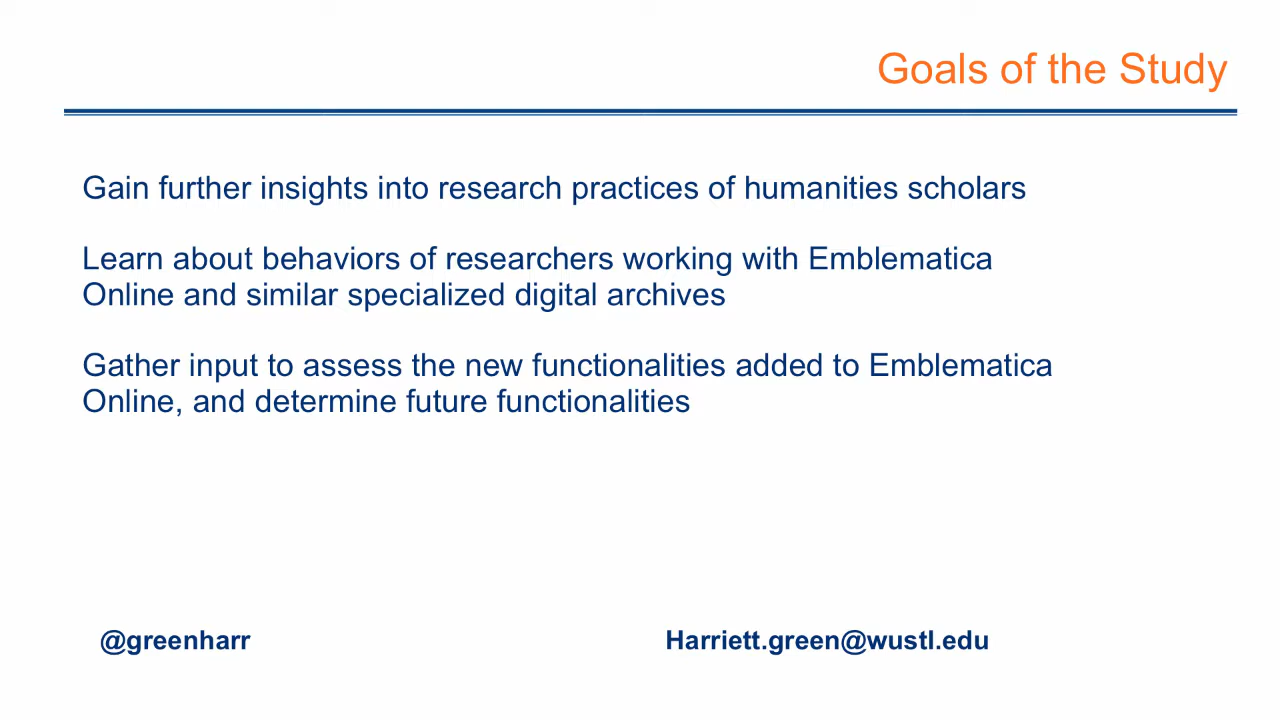 Goals of the Study
Gain further insights into research practices of humanities scholars
Learn about behaviors of researchers working with Emblematica
Online and similar specialized digital archives
Gather input to assess the new functionalities added to Emblematica
Online, and determine future functionalities
@greenharr
Harriett.green@wustl.edu